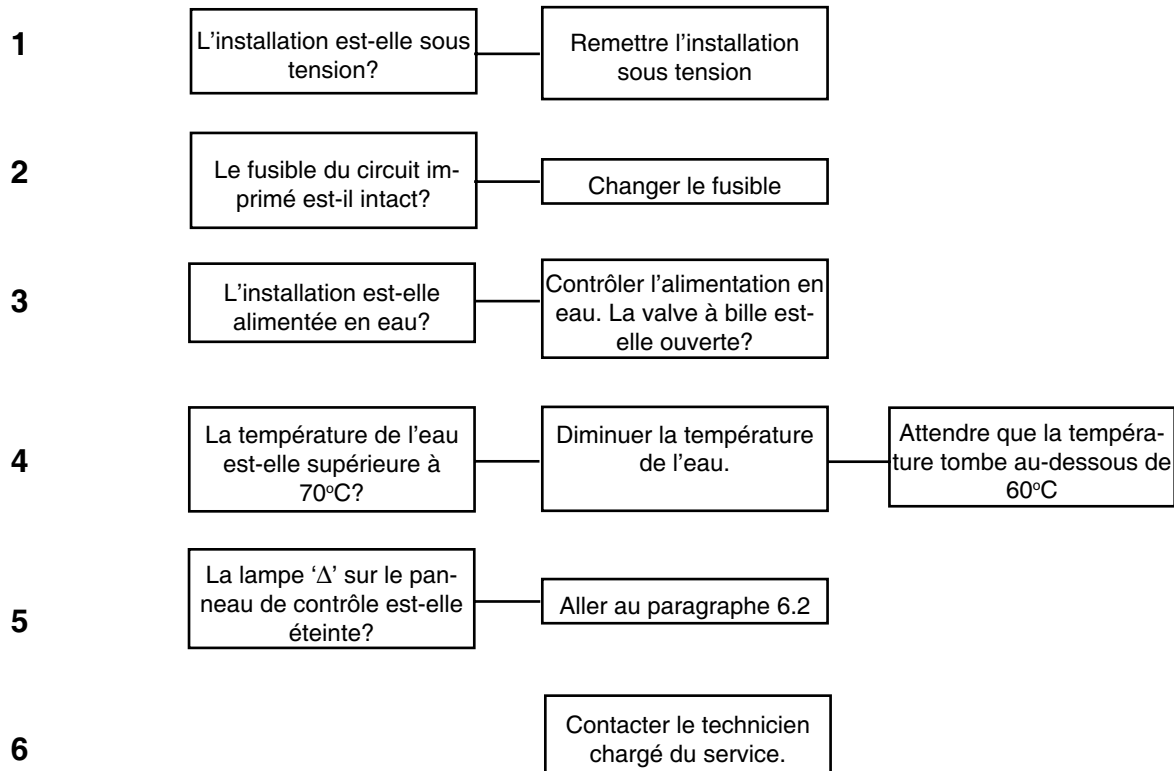 1
L’installation est-elle sous
tension?
Remettre l’installation
sous tension
2
Le fusible du circuit im-
primé est-il intact?
Changer le fusible
3
L’installation est-elle
alimentée en eau?
Contrôler l’alimentation en
eau. La valve à bille est-
elle ouverte?
4
La température de l’eau
est-elle supérieure à
70°C?
Diminuer la température
de l’eau.
Attendre que la tempéra-
ture tombe au-dessous de
60°C
5
La lampe ‘Δ’ sur le pan-
neau de contrôle est-elle
éteinte?
Aller au paragraphe 6.2
6
Contacter le technicien
chargé du service.